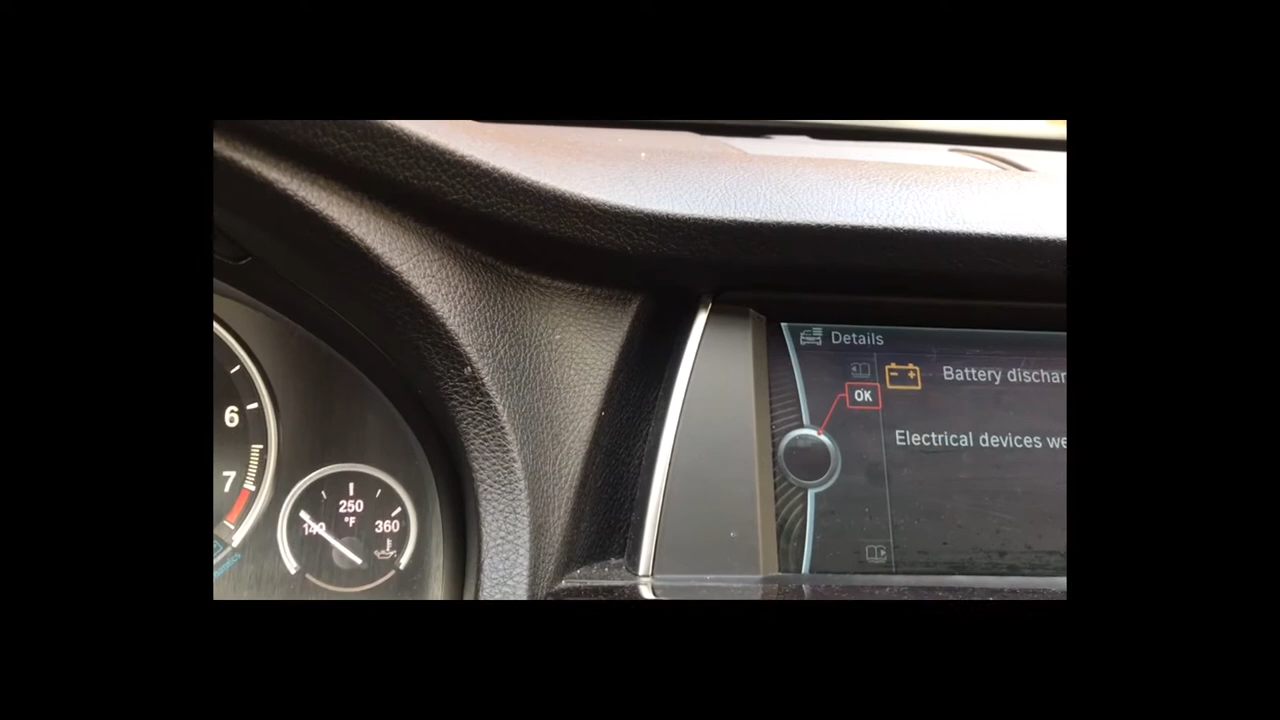 Details
Battery dischar
OK
Electrical devices we
6
7
250
°F
140
360